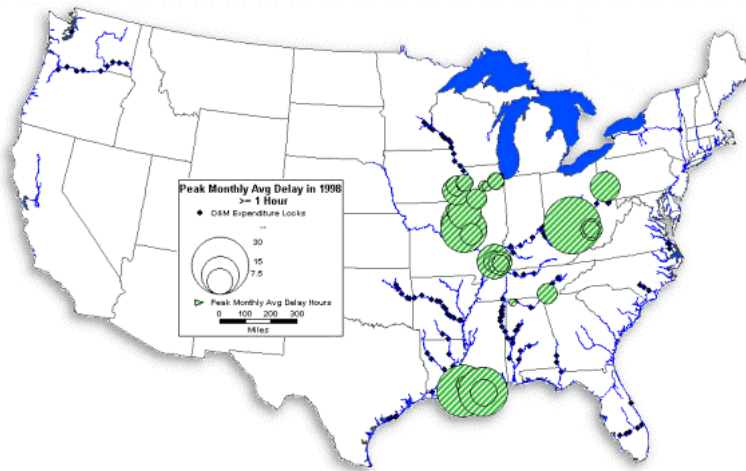 Peak Monthly Avg Delay in 1998
>= 1 Hour
O&M Expenditure Locks
--
30
15
7.5
Peak Monthly Avg Delay Hours
0 100 200 300
Miles